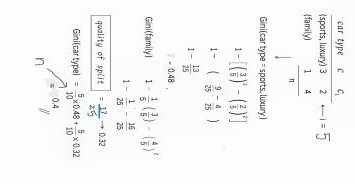 car type c C₁
(sports, luxury) 3 2 ← 1 = 5
(family) 1 4
n
Gini(car type = sports, luxury)
1 - [(3/5)² - (2/5)²]
1 - (9/25 - 4/25)
1 - 13/25
= 0.48
Gini(family)
1 - (1/5)² - (4/5)²
1 - 1/25 - 16/25
= 17/25 → 0.32
quality of split
Gini(car type) = 5/10 x 0.48 + 5/10 x 0.32
n
= 0.4